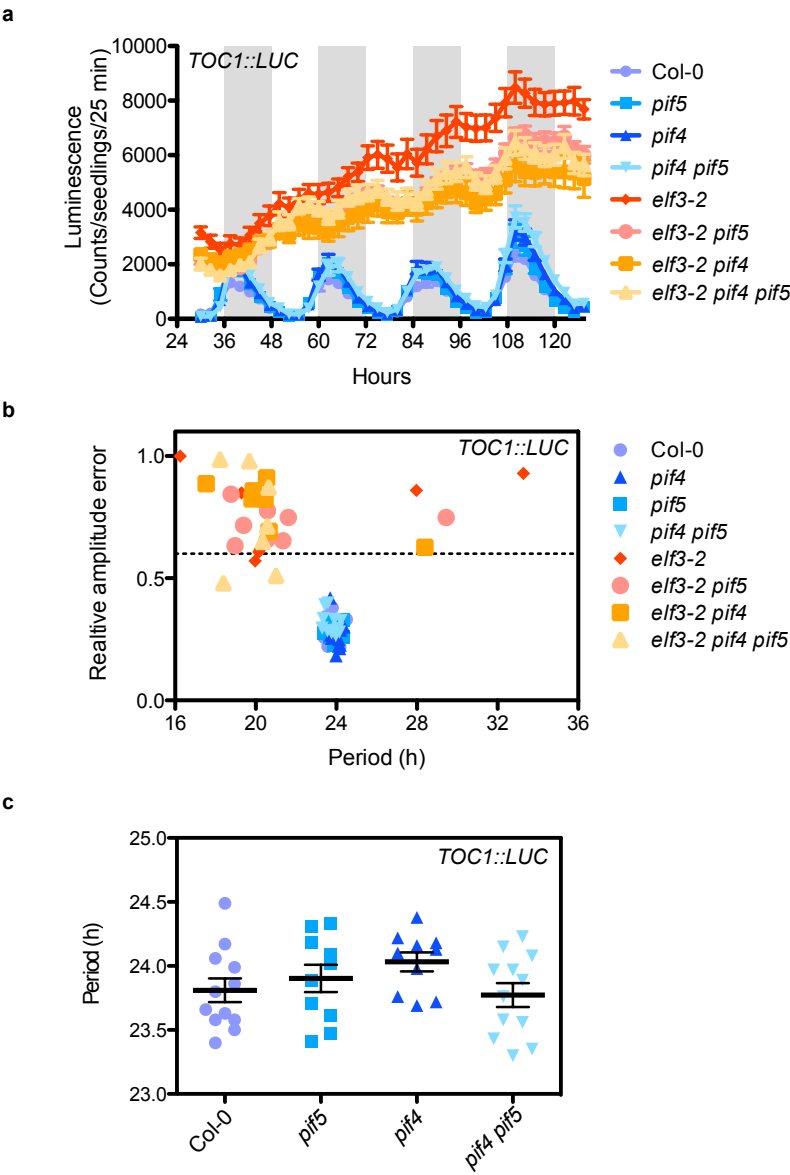 a
TOC1::LUC
Luminescence
(Counts/seedlings/25 min)
10000
8000
6000
4000
2000
0
24 36 48 60 72 84 96 108 120
Hours
Col-0
pif5
pif4
pif4 pif5
elf3-2
elf3-2 pif5
elf3-2 pif4
elf3-2 pif4 pif5
b
TOC1::LUC
Realtive amplitude error
1.0
0.5
0.0
16 20 24 28 32 36
Period (h)
Col-0
pif4
pif5
pif4 pif5
elf3-2
elf3-2 pif5
elf3-2 pif4
elf3-2 pif4 pif5
c
TOC1::LUC
Period (h)
25.0
24.5
24.0
23.5
23.0
Col-0
pif5
pif4
pif4 pif5